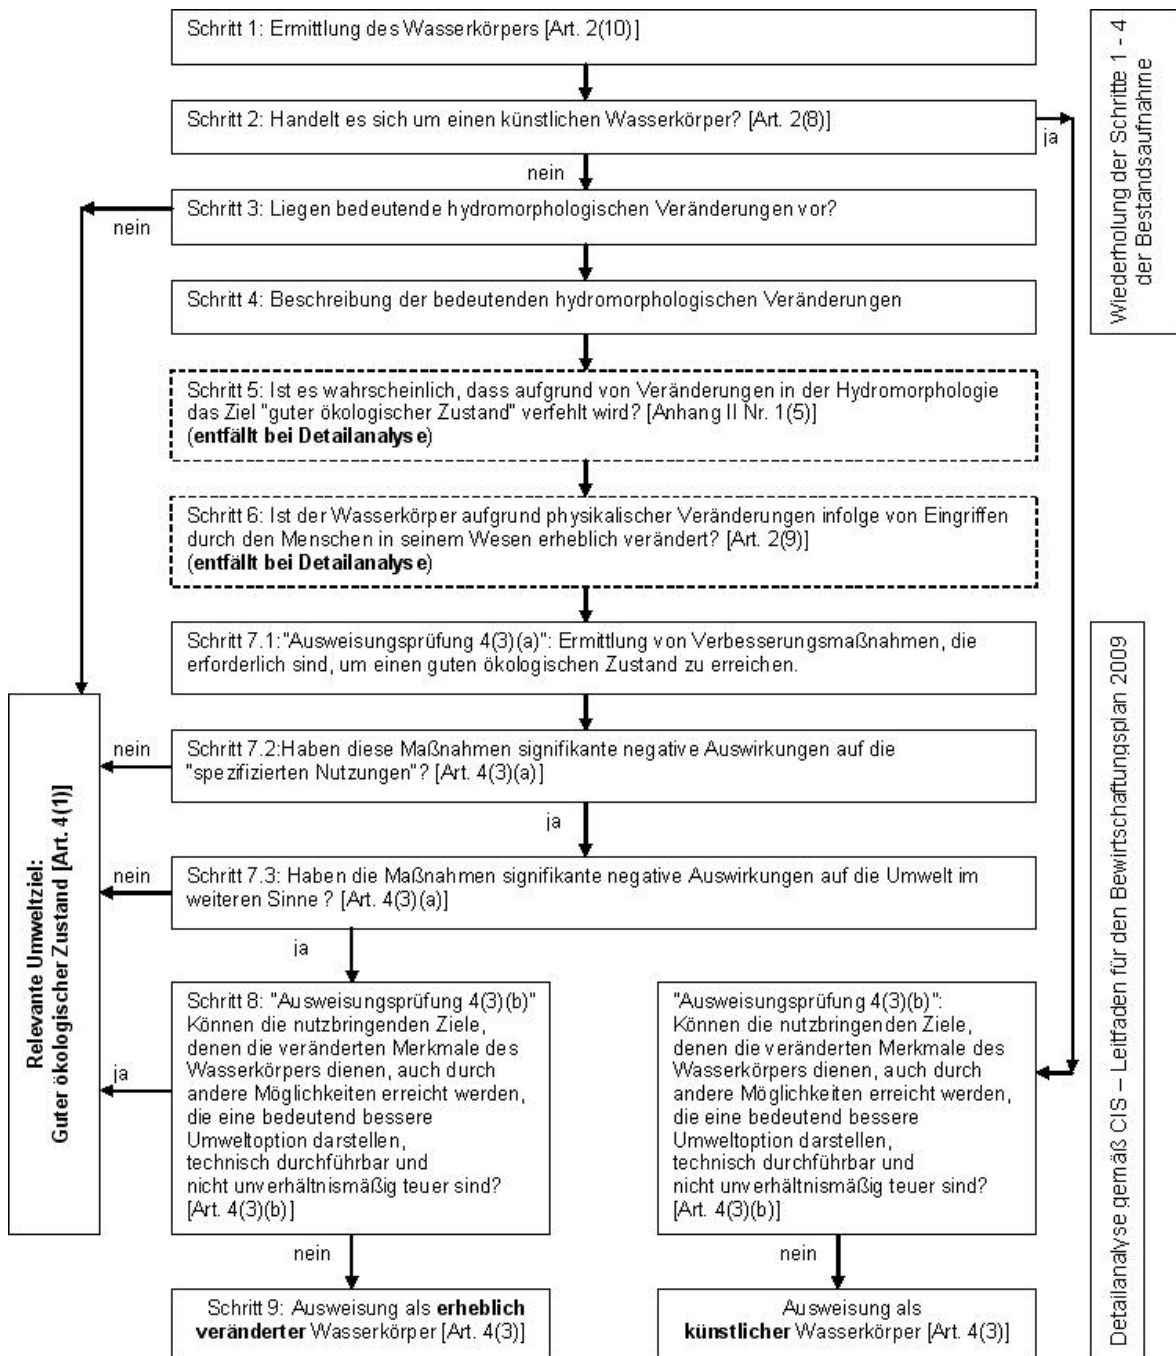 Schritt 1: Ermittlung des Wasserkörpers [Art. 2(10)]
Schritt 2: Handelt es sich um einen künstlichen Wasserkörper? [Art. 2(8)]
ja
nein
Schritt 3: Liegen bedeutende hydromorphologischen Veränderungen vor?
nein
Schritt 4: Beschreibung der bedeutenden hydromorphologischen Veränderungen
Wiederholung der Schritte 1 - 4
der Bestandsaufnahme
Schritt 5: Ist es wahrscheinlich, dass aufgrund von Veränderungen in der Hydromorphologie
das Ziel "guter ökologischer Zustand" verfehlt wird? [Anhang II Nr. 1(5)]
(entfällt bei Detailanalyse)
Schritt 6: Ist der Wasserkörper aufgrund physikalischer Veränderungen infolge von Eingriffen
durch den Menschen in seinem Wesen erheblich verändert? [Art. 2(9)]
(entfällt bei Detailanalyse)
Schritt 7.1:"Ausweisungsprüfung 4(3)(a)": Ermittlung von Verbesserungsmaßnahmen, die
erforderlich sind, um einen guten ökologischen Zustand zu erreichen.
nein
Schritt 7.2:Haben diese Maßnahmen signifikante negative Auswirkungen auf die
"spezifizierten Nutzungen"? [Art. 4(3)(a)]
ja
nein
Schritt 7.3: Haben die Maßnahmen signifikante negative Auswirkungen auf die Umwelt im
weiteren Sinne ? [Art. 4(3)(a)]
ja
Relevante Umweltziel:
Guter ökologischer Zustand [Art. 4(1)]
ja
Schritt 8: "Ausweisungsprüfung 4(3)(b)"
Können die nutzbringenden Ziele,
denen die veränderten Merkmale des
Wasserkörpers dienen, auch durch
andere Möglichkeiten erreicht werden,
die eine bedeutend bessere
Umweltoption darstellen,
technisch durchführbar und
nicht unverhältnismäßig teuer sind?
[Art. 4(3)(b)]
"Ausweisungsprüfung 4(3)(b)":
Können die nutzbringenden Ziele,
denen die veränderten Merkmale des
Wasserkörpers dienen, auch durch
andere Möglichkeiten erreicht werden,
die eine bedeutend bessere
Umweltoption darstellen,
technisch durchführbar und
nicht unverhältnismäßig teuer sind?
[Art. 4(3)(b)]
nein
nein
Schritt 9: Ausweisung als erheblich
veränderter Wasserkörper [Art. 4(3)]
Ausweisung als
künstlicher Wasserkörper [Art. 4(3)]
Detailanalyse gemäß CIS – Leitfaden für den Bewirtschaftungsplan 2009